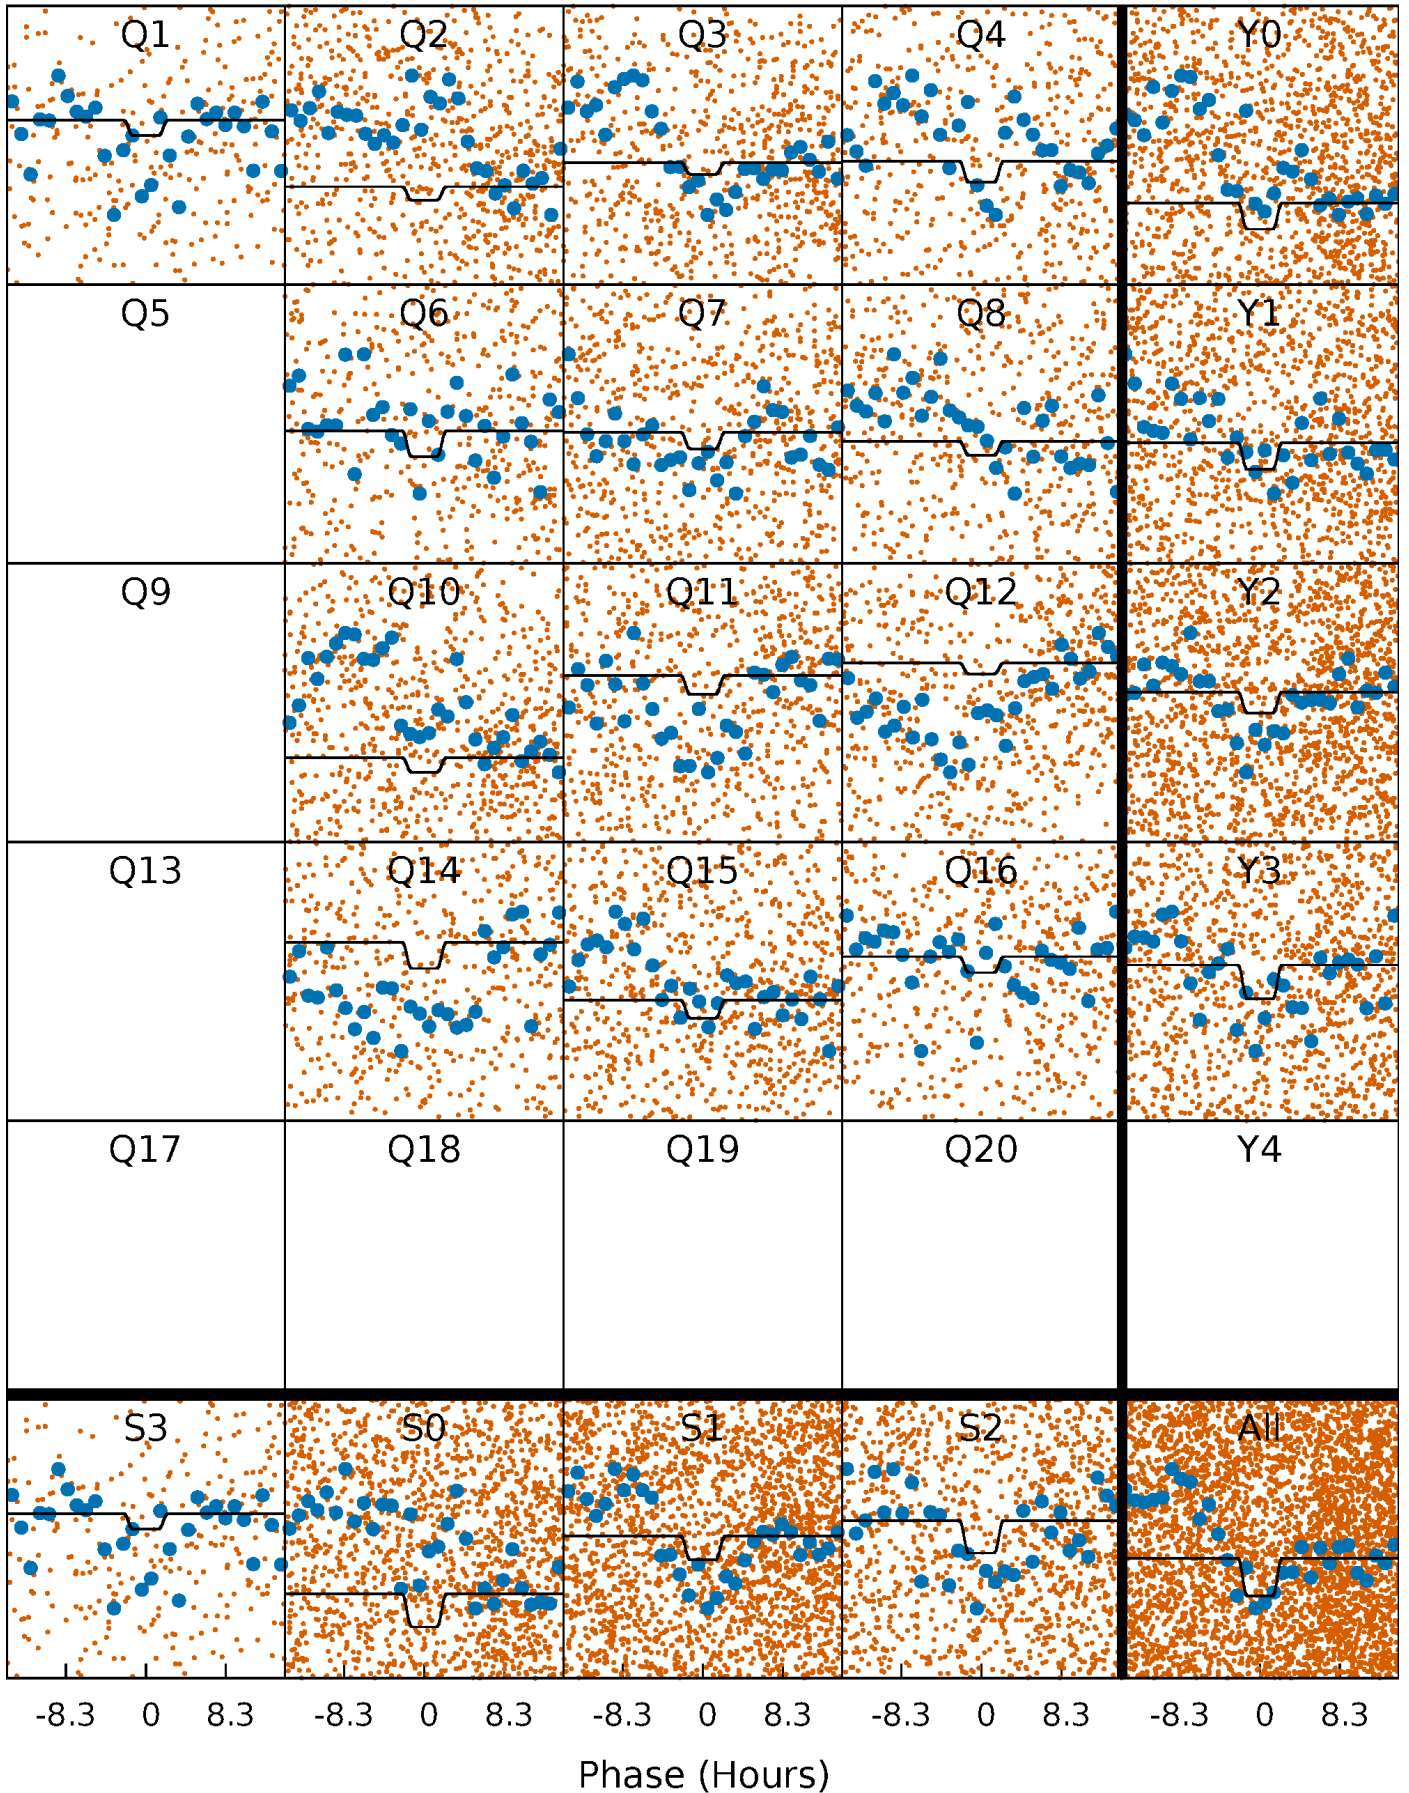 Q1 Q2 Q3 Q4 Y0
Q5 Q6 Q7 Q8 Y1
Q9 Q10 Q11 Q12 Y2
Q13 Q14 Q15 Q16 Y3
Q17 Q18 Q19 Q20 Y4
S3 S0 S1 S2 All
-8.3 0 8.3 -8.3 0 8.3 -8.3 0 8.3 -8.3 0 8.3 -8.3 0 8.3
Phase (Hours)